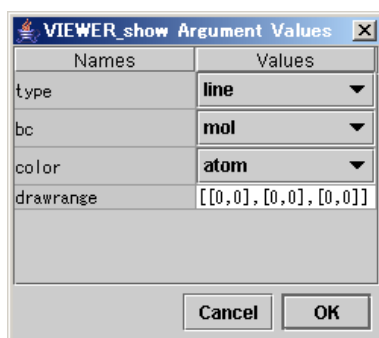 VIEWER_show Argument Values
Names Values
type line
bc mol
color atom
drawrange [[0,0],[0,0],[0,0]]
Cancel OK